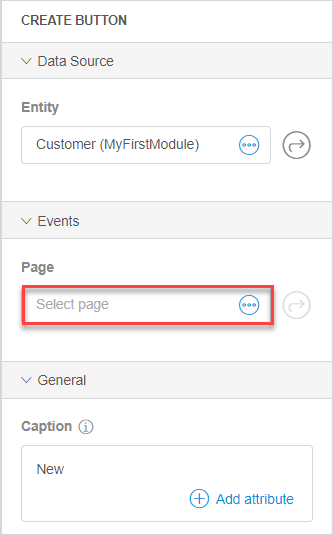 CREATE BUTTON
Data Source
Entity
Customer (MyFirstModule)
Events
Page
Select page
General
Caption
New
Add attribute